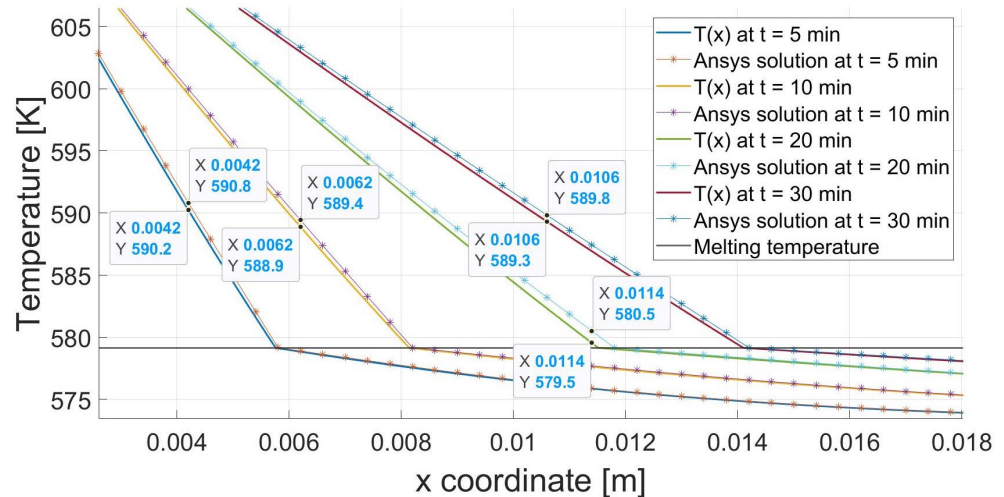 Temperature [K]
605
600
595
590
585
580
575
T(x) at t = 5 min
Ansys solution at t = 5 min
T(x) at t = 10 min
Ansys solution at t = 10 min
T(x) at t = 20 min
Ansys solution at t = 20 min
T(x) at t = 30 min
Ansys solution at t = 30 min
Melting temperature
X 0.0042
Y 590.8
X 0.0062
Y 589.4
X 0.0106
Y 589.8
X 0.0042
Y 590.2
X 0.0062
Y 588.9
X 0.0106
Y 589.3
X 0.0114
Y 580.5
X 0.0114
Y 579.5
0.004
0.006
0.008
0.01
0.012
0.014
0.016
0.018
x coordinate [m]